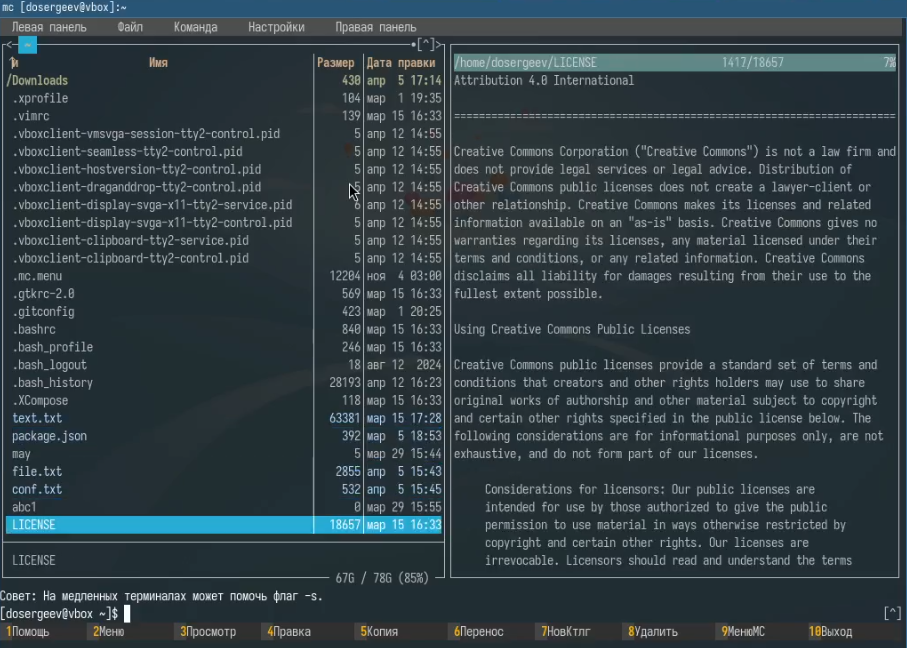 mc [dosergeev@vbox]:~
Левая панель Файл Команда Настройки Правая панель
<- ~ •[^]>
и Имя Размер Дата правки
/Downloads 430 апр 5 17:14
.xprofile 104 мар 1 19:35
.vimrc 139 мар 15 16:33
.vboxclient-vmsvga-session-tty2-control.pid 5 апр 12 14:55
.vboxclient-seamless-tty2-control.pid 5 апр 12 14:55
.vboxclient-hostversion-tty2-control.pid 5 апр 12 14:55
.vboxclient-draganddrop-tty2-control.pid 5 апр 12 14:55
.vboxclient-display-svga-x11-tty2-service.pid 6 апр 12 14:55
.vboxclient-display-svga-x11-tty2-control.pid 5 апр 12 14:55
.vboxclient-clipboard-tty2-service.pid 5 апр 12 14:55
.vboxclient-clipboard-tty2-control.pid 5 апр 12 14:55
.mc.menu 12204 ноя 4 03:00
.gtkrc-2.0 569 мар 15 16:33
.gitconfig 423 мар 1 20:25
.bashrc 840 мар 15 16:33
.bash_profile 246 мар 15 16:33
.bash_logout 18 авг 12 2024
.bash_history 28193 апр 12 16:23
.XCompose 118 мар 15 16:33
text.txt 63381 мар 15 17:28
package.json 392 мар 5 18:53
may 5 мар 29 15:44
file.txt 2855 апр 5 15:43
conf.txt 532 апр 5 15:45
abc1 0 мар 29 15:55
LICENSE 18657 мар 15 16:33
LICENSE
67G / 78G (85%)
/home/dosergeev/LICENSE 1417/18657 7%
Attribution 4.0 International
=======================================================================
Creative Commons Corporation ("Creative Commons") is not a law firm and
does not provide legal services or legal advice. Distribution of
Creative Commons public licenses does not create a lawyer-client or
other relationship. Creative Commons makes its licenses and related
information available on an "as-is" basis. Creative Commons gives no
warranties regarding its licenses, any material licensed under their
terms and conditions, or any related information. Creative Commons
disclaims all liability for damages resulting from their use to the
fullest extent possible.
Using Creative Commons Public Licenses
Creative Commons public licenses provide a standard set of terms and
conditions that creators and other rights holders may use to share
original works of authorship and other material subject to copyright
and certain other rights specified in the public license below. The
following considerations are for informational purposes only, are not
exhaustive, and do not form part of our licenses.
Considerations for licensors: Our public licenses are
intended for use by those authorized to give the public
permission to use material in ways otherwise restricted by
copyright and certain other rights. Our licenses are
irrevocable. Licensors should read and understand the terms
Совет: На медленных терминалах может помочь флаг -s.
[dosergeev@vbox ~]$ [^]
1Помощь 2Меню 3Просмотр 4Правка 5Копия 6Перенос 7НовКтлг 8Удалить 9МенюMC 10Выход